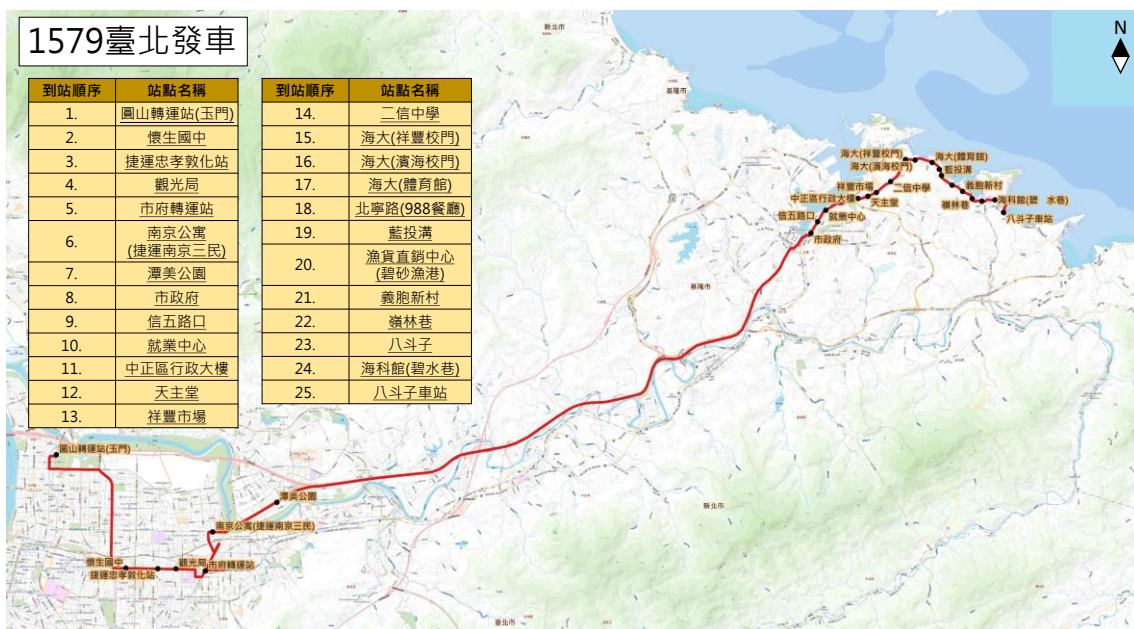 1579臺北發車
N
到站順序 站點名稱
1. 圓山轉運站(玉門)
2. 懷生國中
3. 捷運忠孝敦化站
4. 觀光局
5. 市府轉運站
6. 南京公寓
(捷運南京三民)
7. 潭美公園
8. 市政府
9. 信五路口
10. 就業中心
11. 中正區行政大樓
12. 天主堂
13. 祥豐市場
到站順序 站點名稱
14. 二信中學
15. 海大(祥豐校門)
16. 海大(濱海校門)
17. 海大(體育館)
18. 北寧路(988餐廳)
19. 藍投溝
20. 漁貨直銷中心
(碧砂漁港)
21. 義胞新村
22. 嶺林巷
23. 八斗子
24. 海科館(碧水巷)
25. 八斗子車站
新北市
基隆市
海大(祥豐校門)
海大(體育館)
海大(濱海校門)
藍投溝
祥豐市場
二信中學
義胞新村
中正區行政大樓
天主堂
嶺林巷
海科館(碧 水巷)
信五路口
就業中心
八斗子車站
市政府
基隆市
圓山轉運站(玉門)
潭美公園
新北市
南京公寓(捷運南京三民)
懷生國中
觀光局
市府轉運站
捷運忠孝敦化站
臺北市